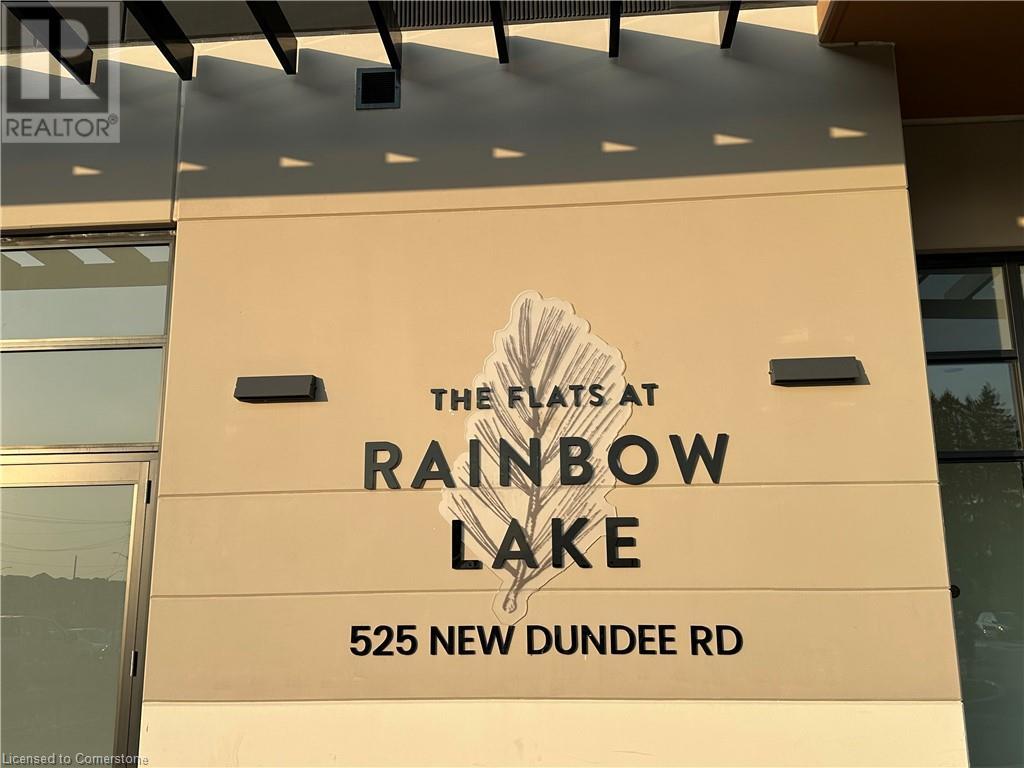 REALTOR®
THE FLATS AT
RAINBOW
LAKE
525 NEW DUNDEE RD
Licensed to Cornerstone